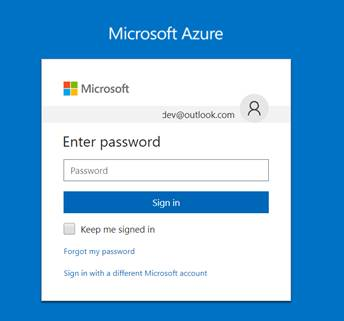 Microsoft Azure
Microsoft
dev@outlook.com
Enter password
Password
Sign in
Keep me signed in
Forgot my password
Sign in with a different Microsoft account